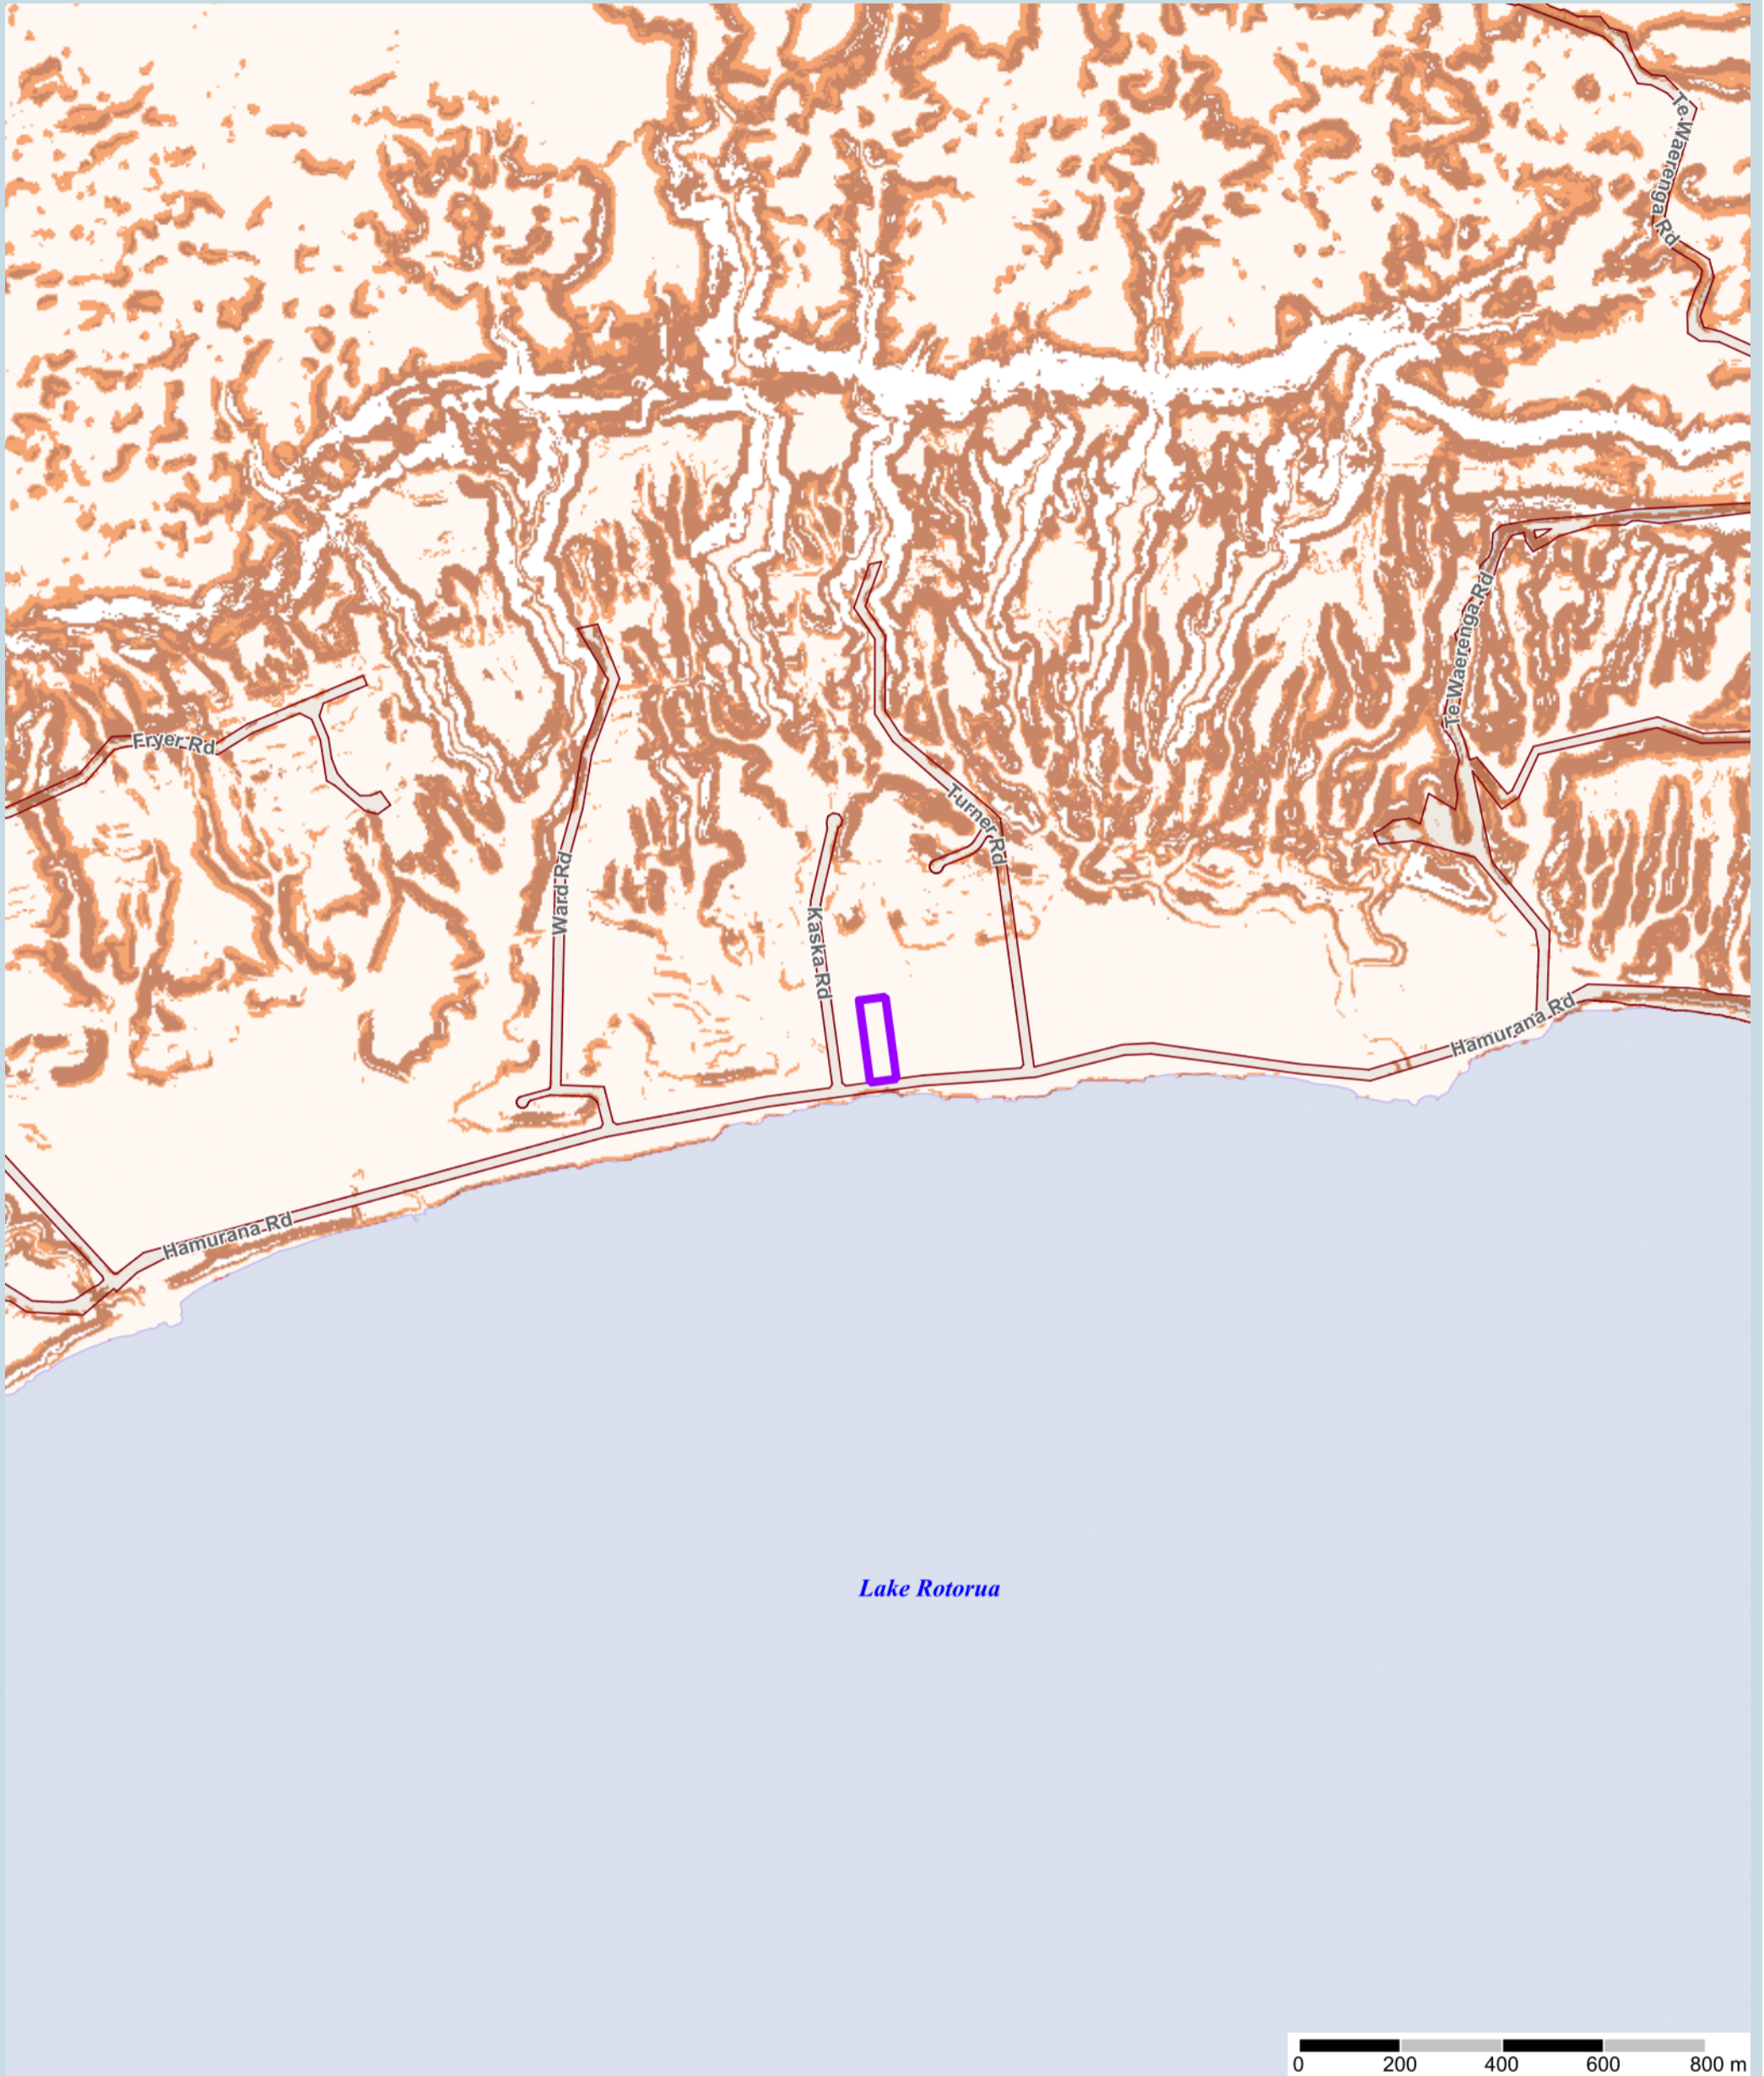 Te Waerenga Rd
Te Waerenga Rd
Fryer Rd
Turner Rd
Ward Rd
Kaska Rd
Hamurana Rd
Hamurana Rd
Lake Rotorua
0 200 400 600 800 m